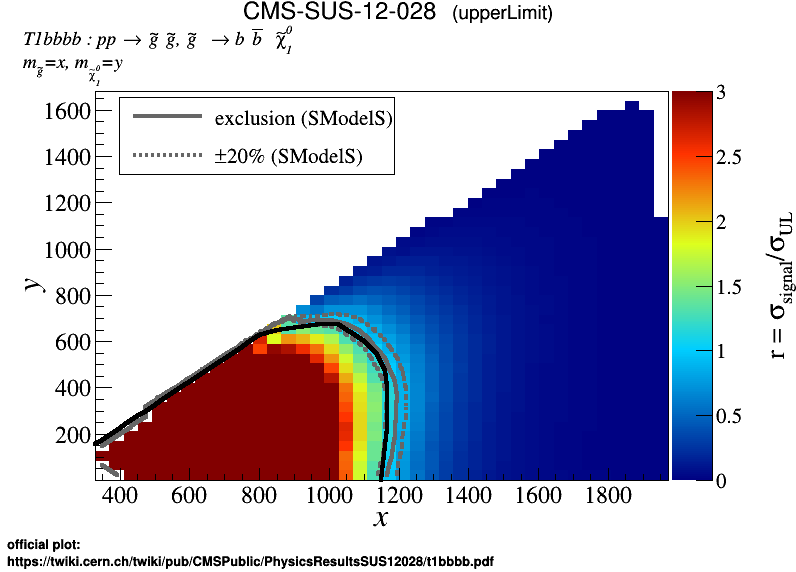 CMS-SUS-12-028 (upperLimit)
T1bbbb : pp → g̃ g̃, g̃ → b b̅ χ̃₁⁰
m_g̃=x, m_χ̃₁⁰=y
exclusion (SModelS)
±20% (SModelS)
1600
1400
1200
1000
800
600
400
200
y
400 600 800 1000 1200 1400 1600 1800
x
3
2.5
2
1.5
1
0.5
0
r = σ_signal/σ_UL
official plot:
https://twiki.cern.ch/twiki/pub/CMSPublic/PhysicsResultsSUS12028/t1bbbb.pdf